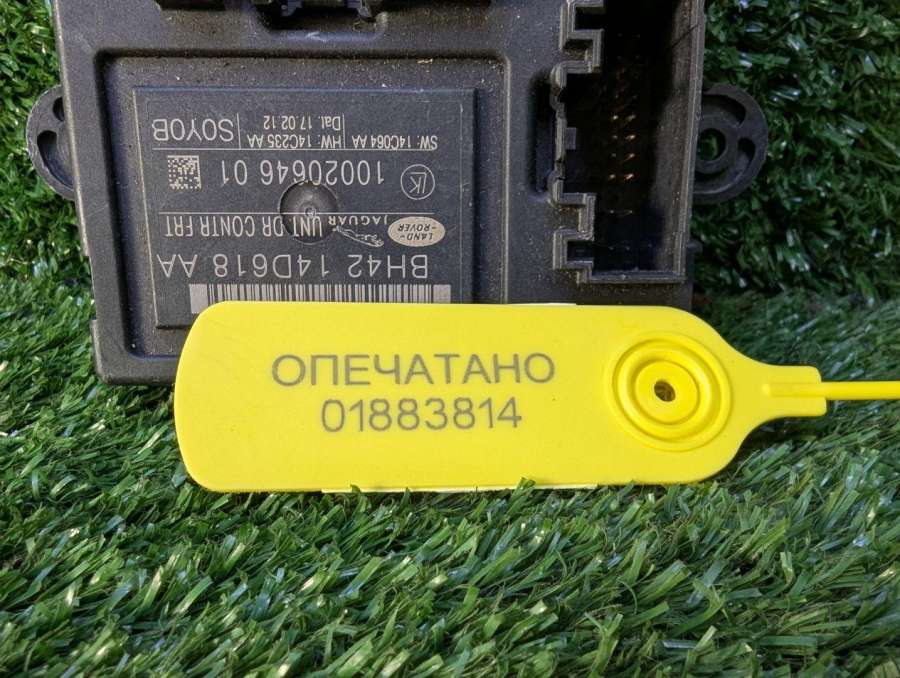 BH42 14D618 AA
LAND-
-ROVER
JAGUAR
UNT DR CONTR FRT
10020646 01
SW: 14C064 AA
HW: 14C235 AA
Dat. 17.02.12
SOYOB
ОПЕЧАТАНО
01883814